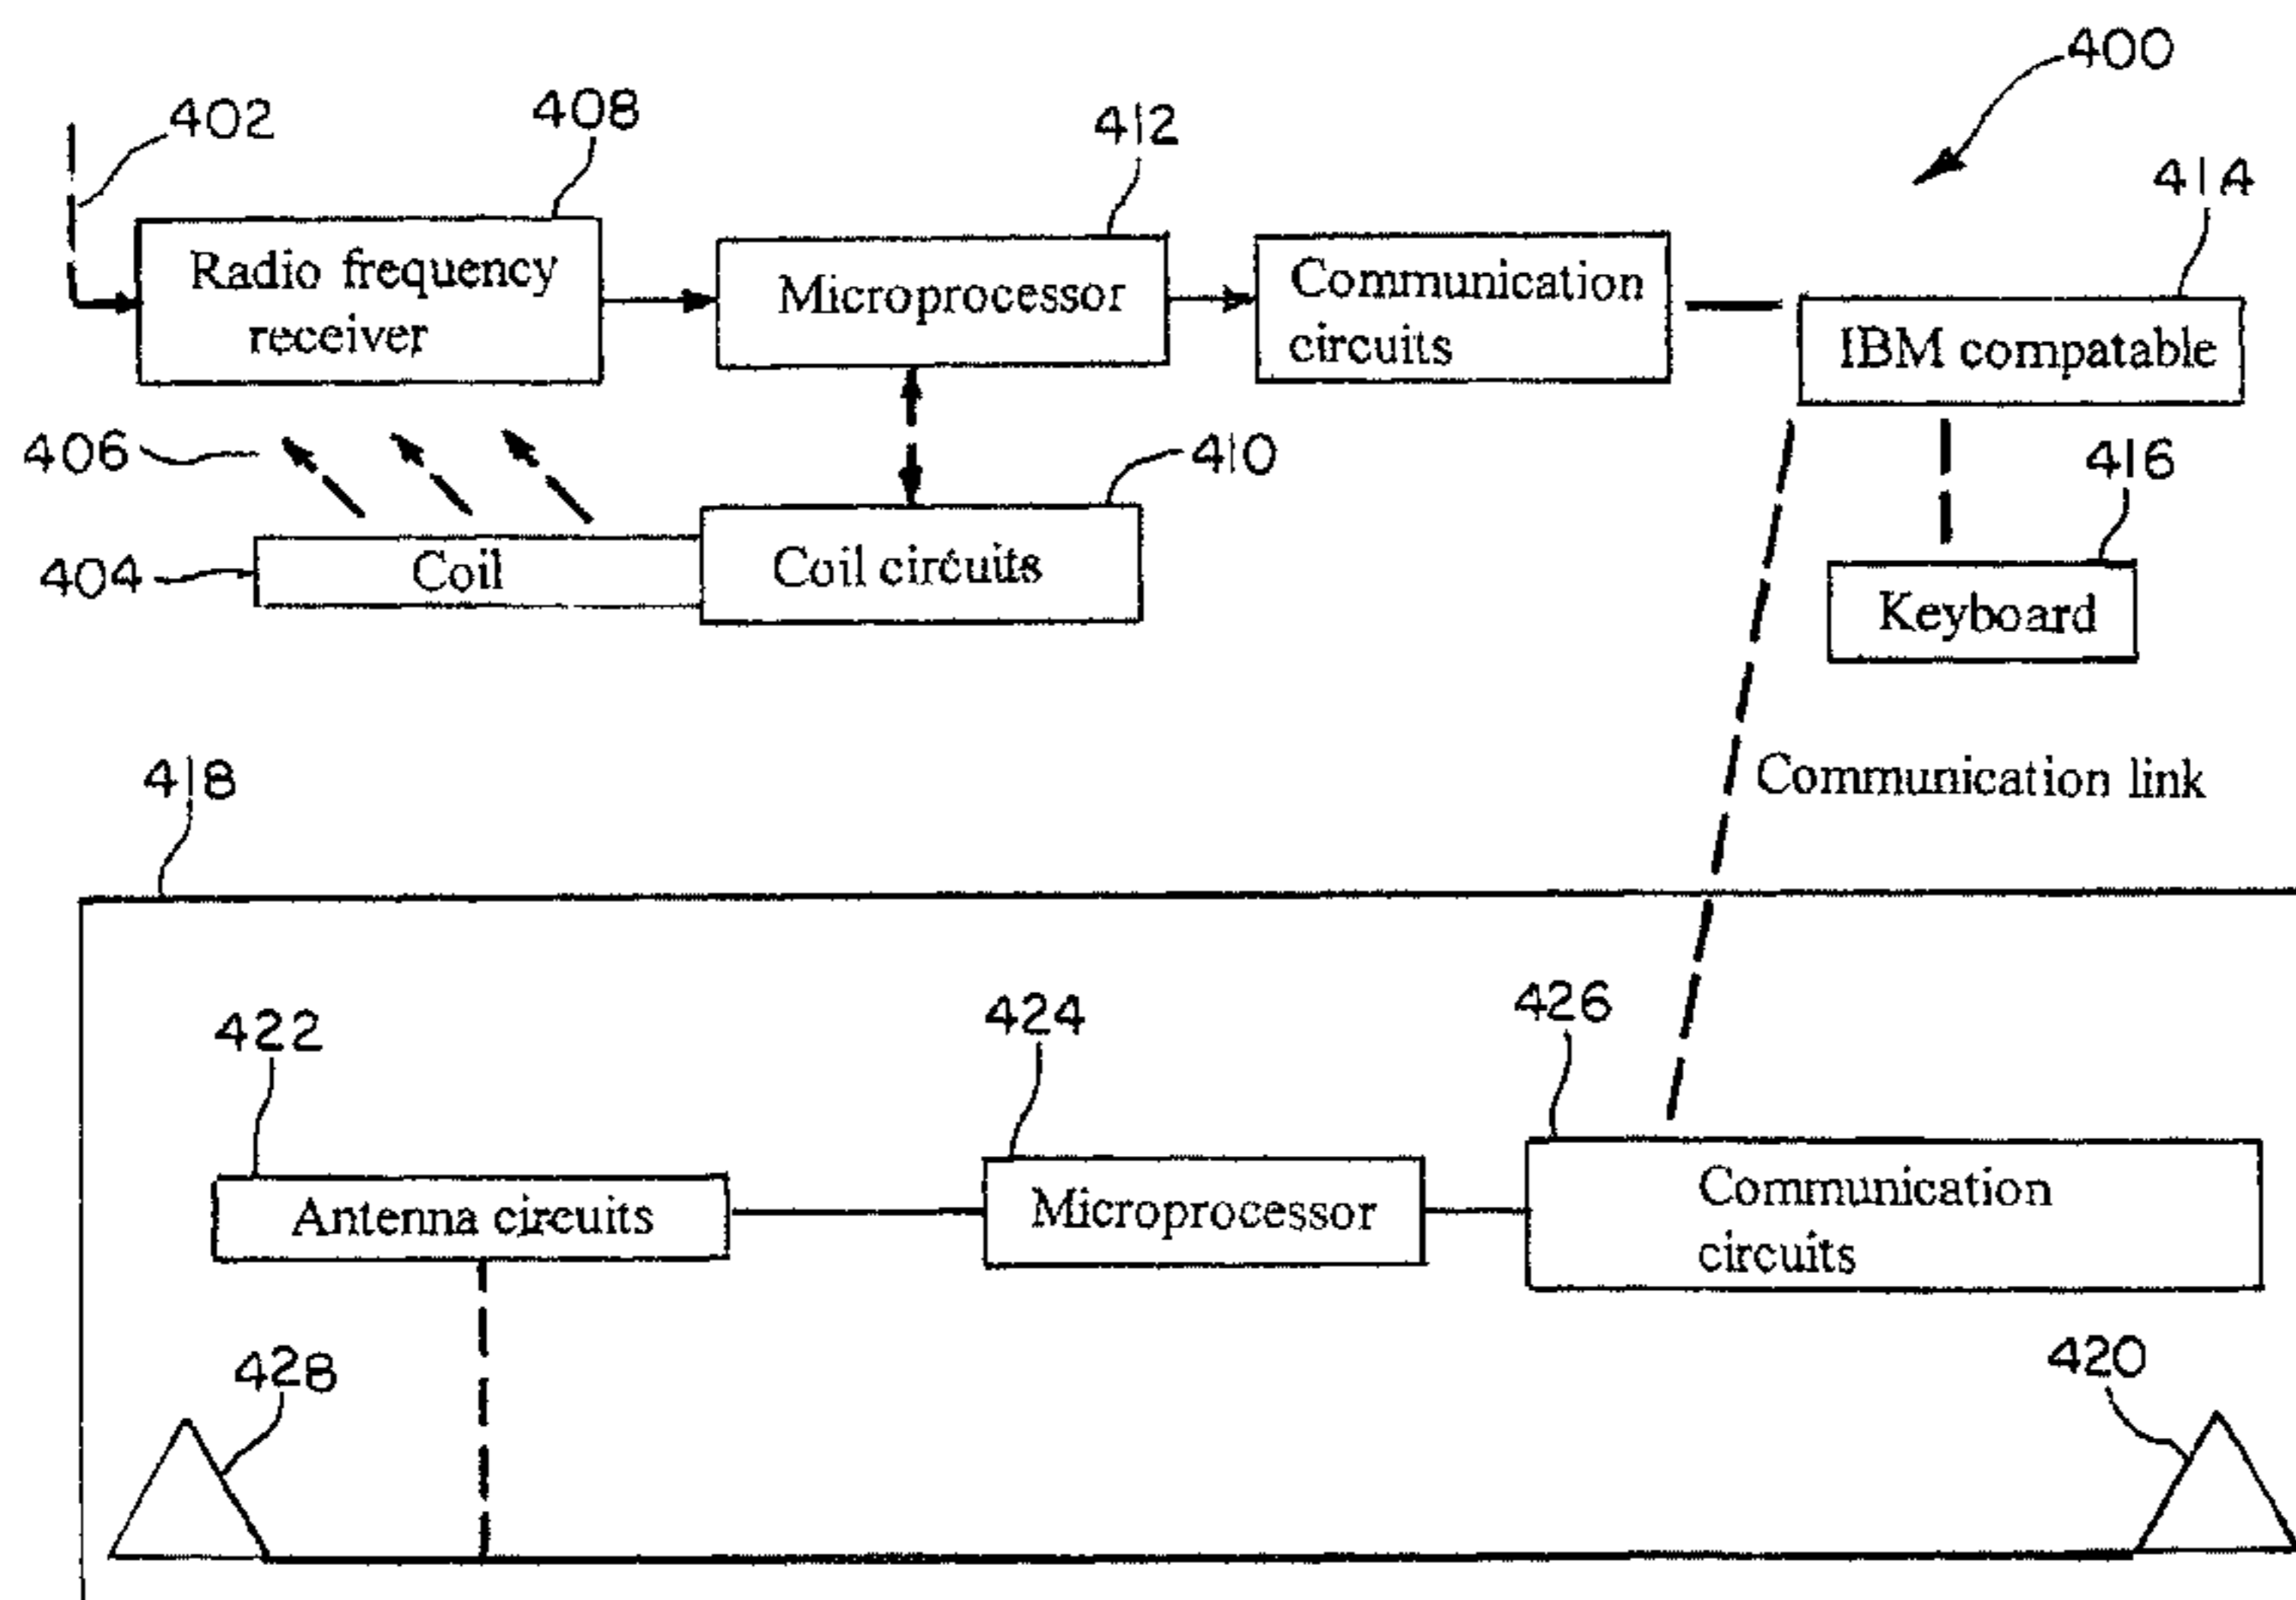 400
402
408
412
414
Radio frequency
receiver
Microprocessor
Communication
circuits
IBM compatable
406
410
416
404
Coil
Coil circuits
Keyboard
Communication link
418
422
424
426
Antenna circuits
Microprocessor
Communication
circuits
428
420